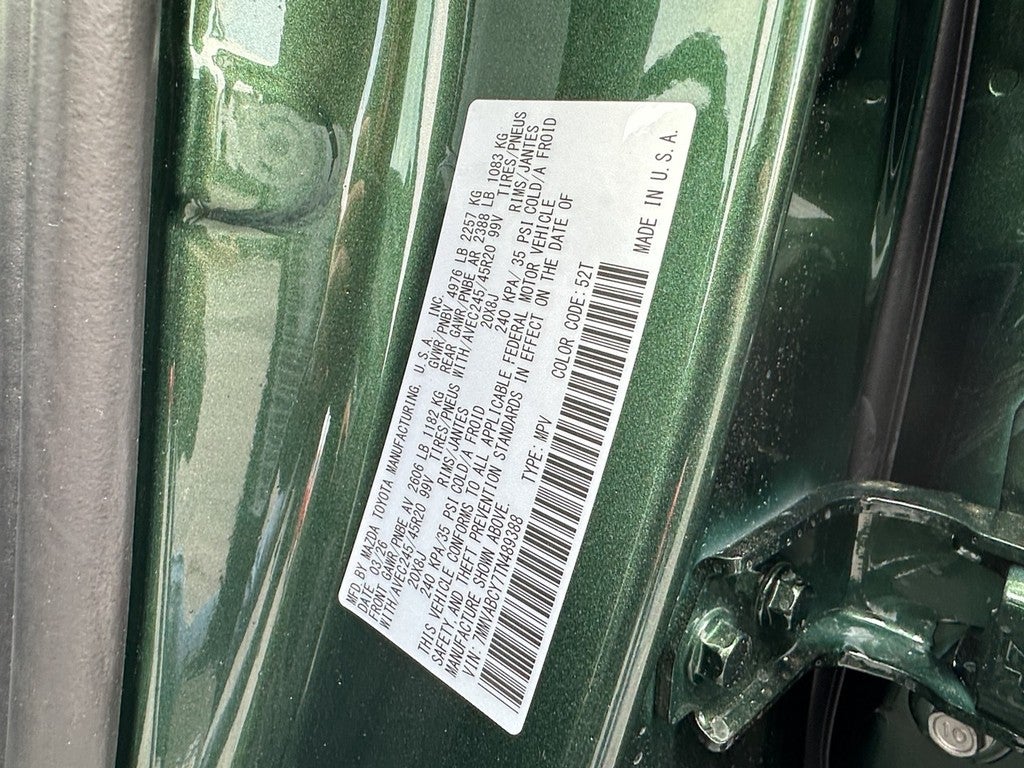 MFD. BY MAZDA TOYOTA MANUFACTURING, U.S.A. INC.
DATE: 03/26 GVWR/PNBV 4976 LB 2257 KG
FRONT GAWR/PNBE AV 2606 LB 1182 KG REAR GAWR/PNBE AR 2388 LB 1083 KG
WITH/AVEC245/45R20 99V TIRES/PNEUS WITH/AVEC245/45R20 99V TIRES/PNEUS
20X8J RIMS/JANTES 20X8J RIMS/JANTES
240 KPA/35 PSI COLD/A FROID 240 KPA/35 PSI COLD/A FROID
THIS VEHICLE CONFORMS TO ALL APPLICABLE FEDERAL MOTOR VEHICLE
SAFETY, AND THEFT PREVENTION STANDARDS IN EFFECT ON THE DATE OF
MANUFACTURE SHOWN ABOVE.
VIN: 7MMVABC77TN489388 TYPE: MPV COLOR CODE: 52T MADE IN U.S.A.